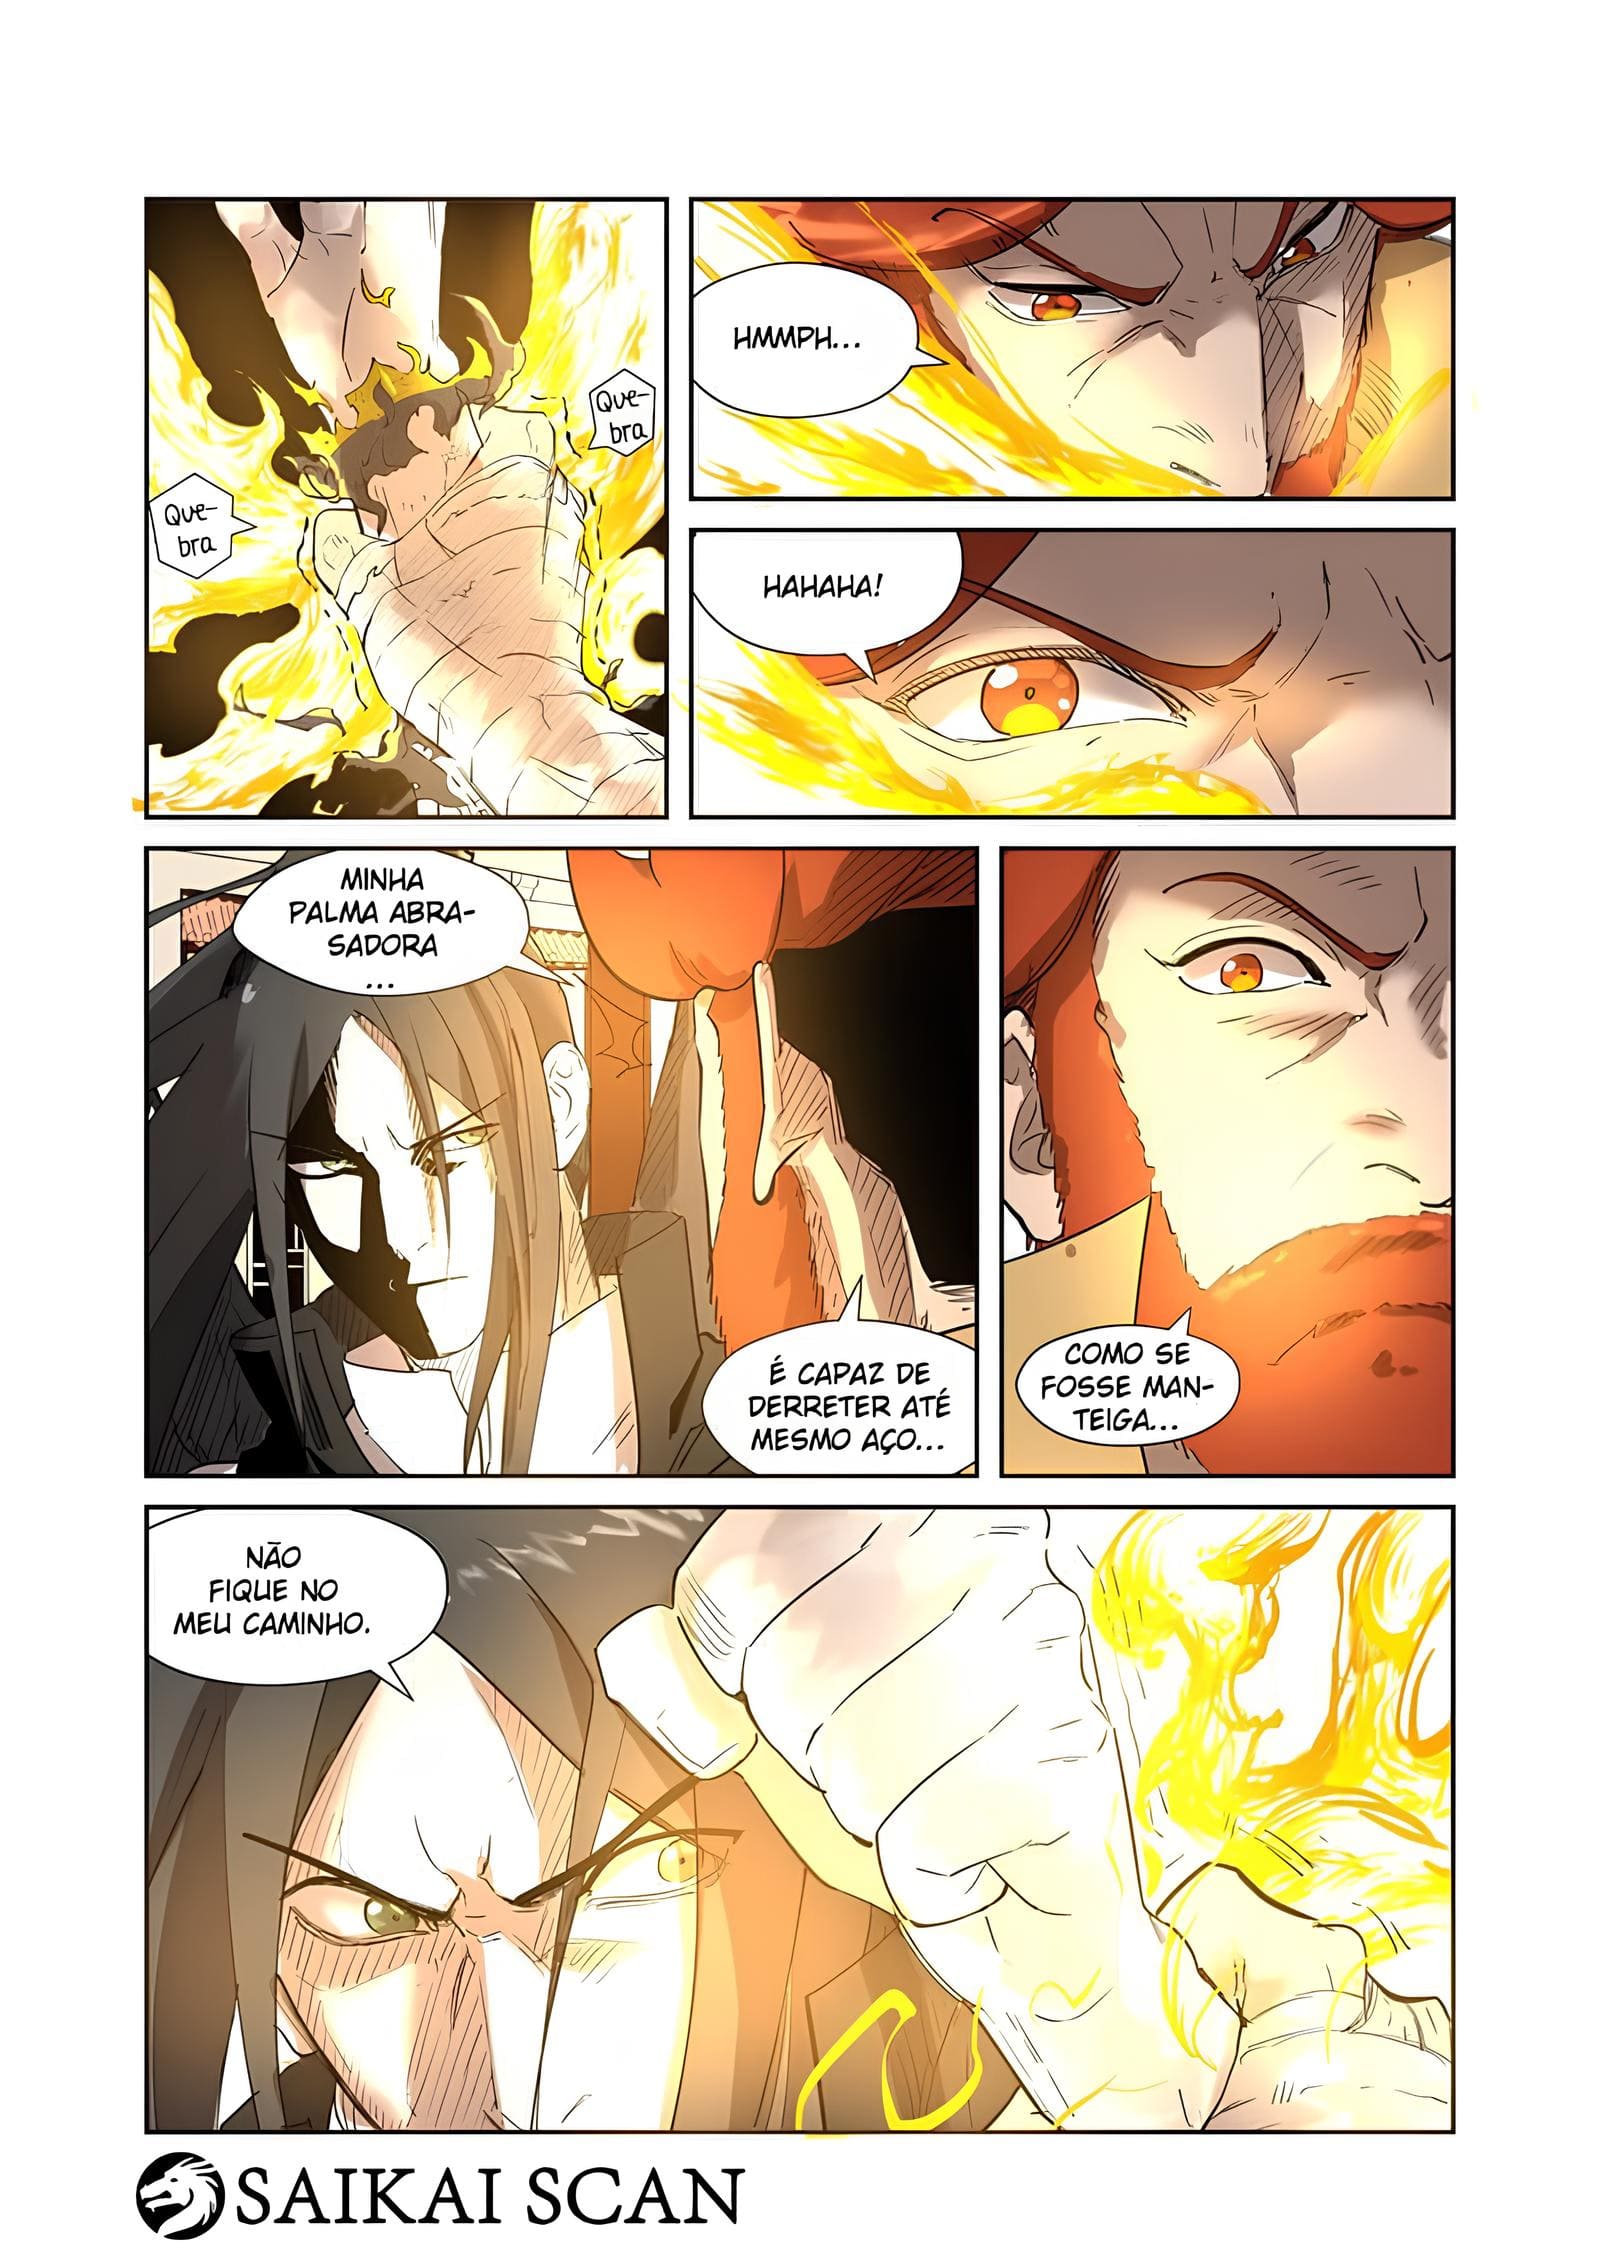 Que-
bra
Que-
bra
HMMPH...
HAHAHA!
MINHA
PALMA ABRA-
SADORA
...
É CAPAZ DE
DERRETER ATÉ
MESMO AÇO...
COMO SE
FOSSE MAN-
TEIGA...
NÃO
FIQUE NO
MEU CAMINHO.
SAIKAI SCAN